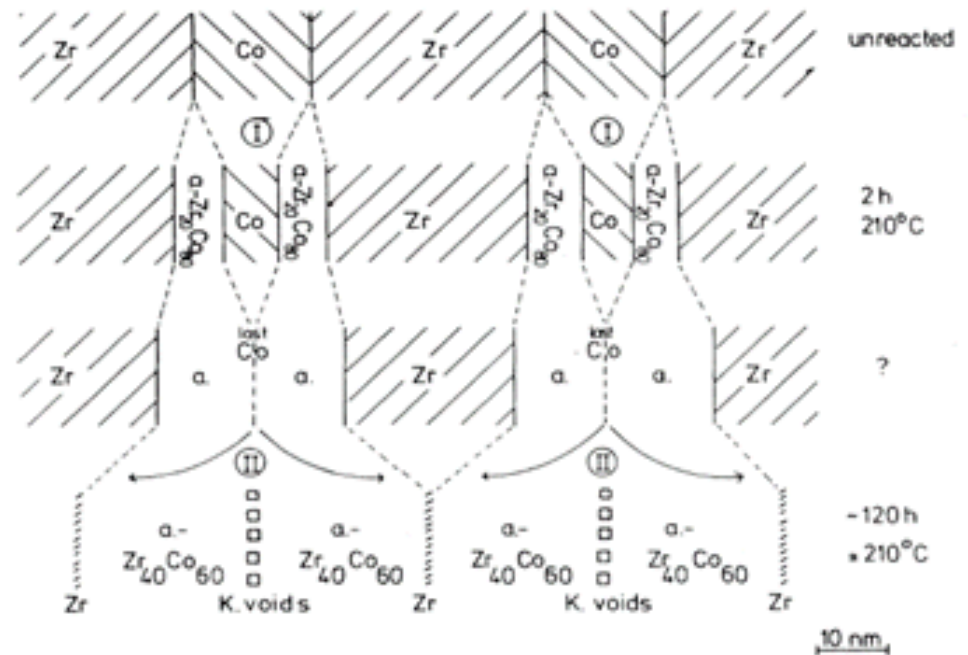 Zr Co Zr Co Zr unreacted
I I
Zr a-Zr20Co80 Co a-Zr20Co80 Zr a-Zr20Co80 Co a-Zr20Co80 Zr 2 h
210°C
last last
Co Co
Zr a. a. Zr a. a. Zr ?
II II
a.- a.- a.- a.- ~120 h
Zr40Co60 Zr40Co60 Zr40Co60 Zr40Co60 210°C
Zr K. voids Zr K. voids Zr
10 nm